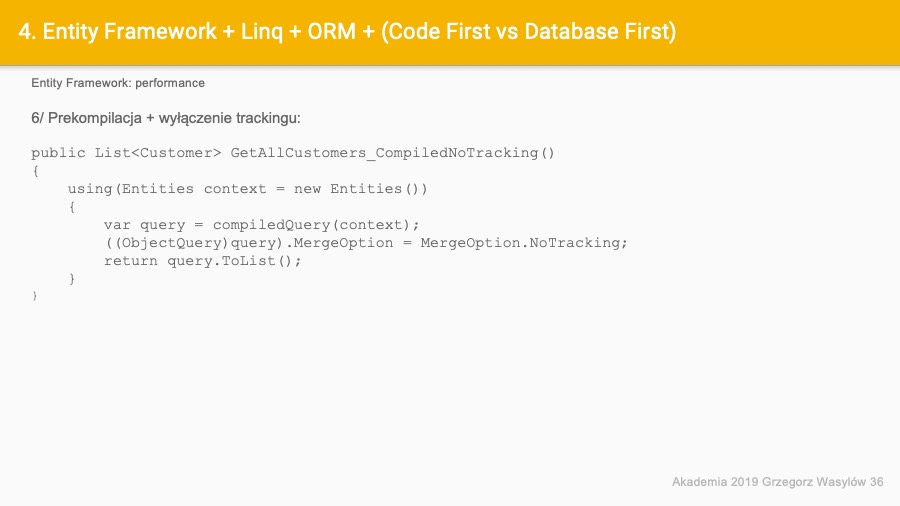 4. Entity Framework + Linq + ORM + (Code First vs Database First)
Entity Framework: performance
6/ Prekompilacja + wyłączenie trackingu:
public List<Customer> GetAllCustomers_CompiledNoTracking()
{
    using(Entities context = new Entities())
    {
        var query = compiledQuery(context);
        ((ObjectQuery)query).MergeOption = MergeOption.NoTracking;
        return query.ToList();
    }
}
Akademia 2019 Grzegorz Wasylów 36